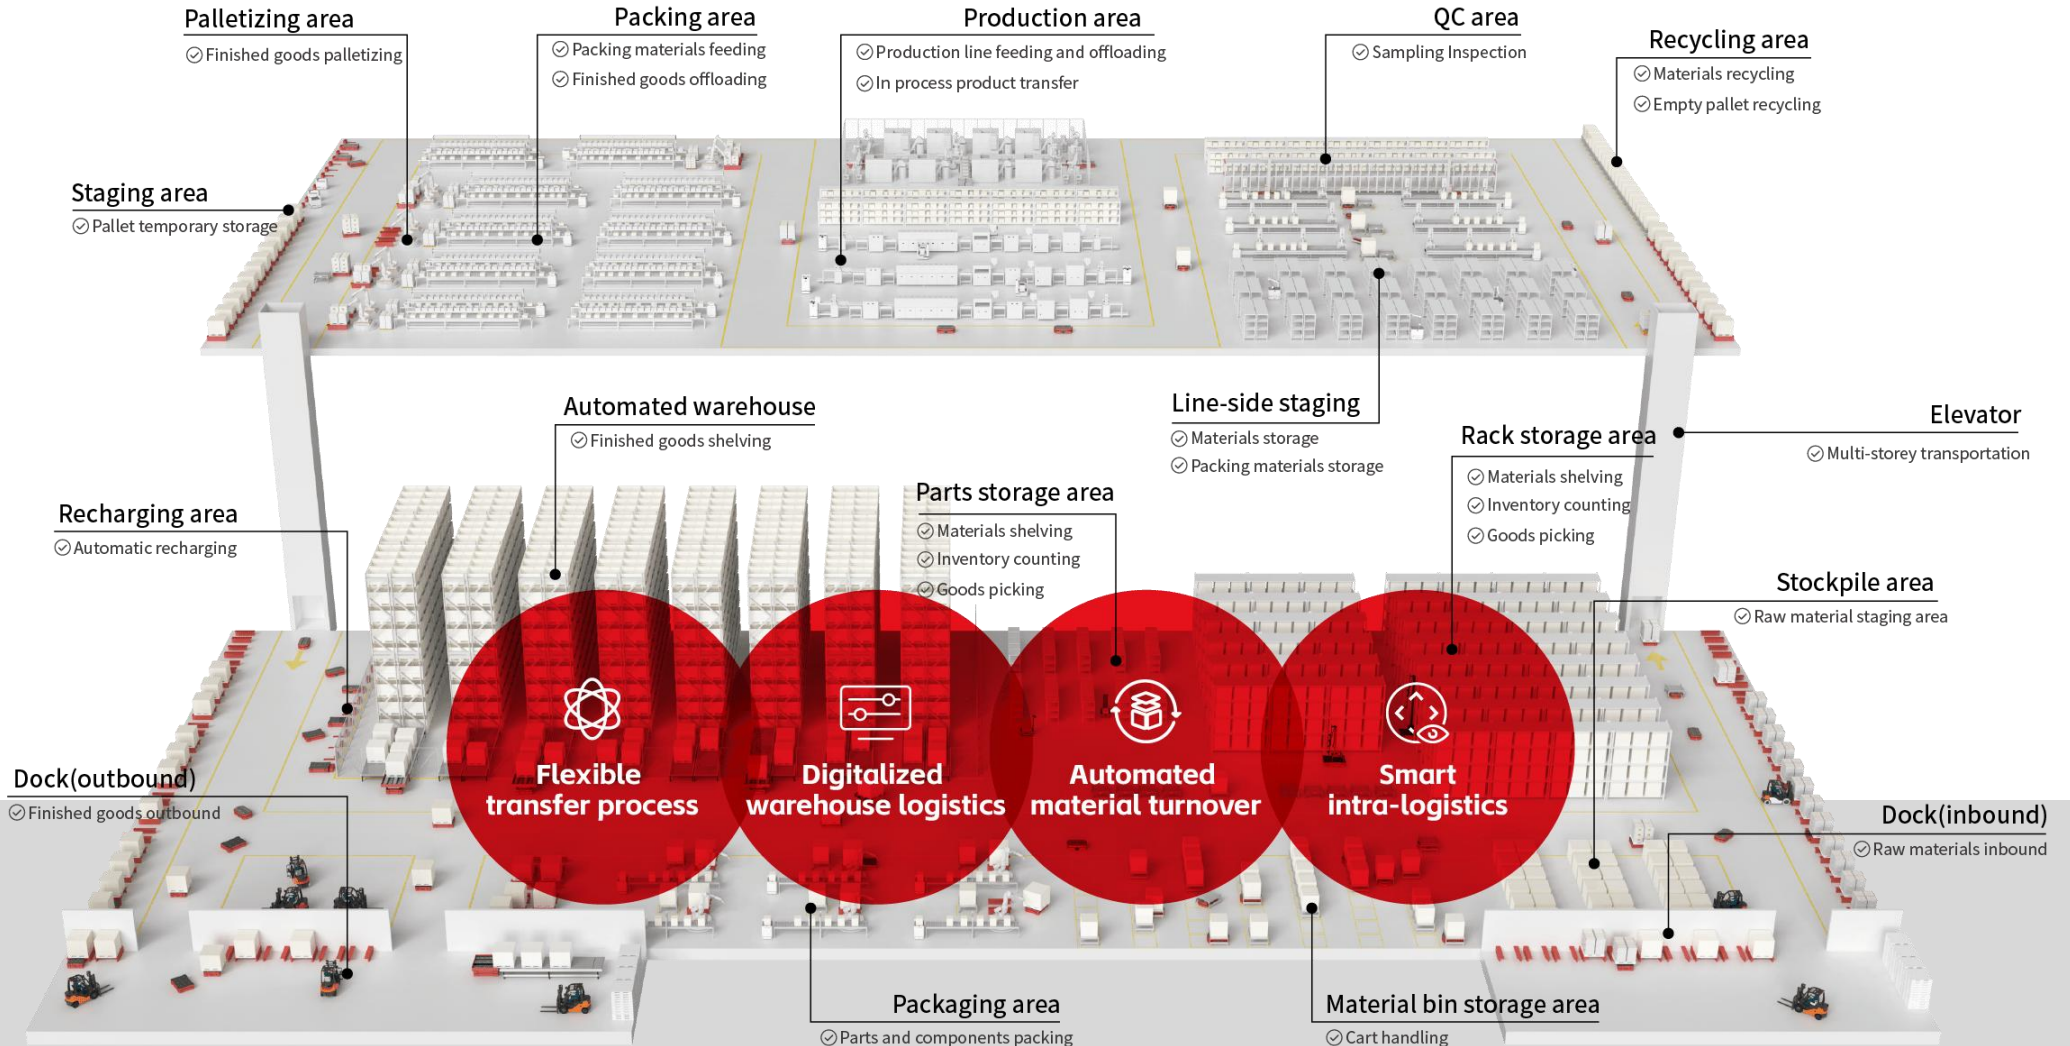 Palletizing area
Finished goods palletizing
Packing area
Packing materials feeding
Finished goods offloading
Production area
Production line feeding and offloading
In process product transfer
QC area
Sampling Inspection
Recycling area
Materials recycling
Empty pallet recycling
Staging area
Pallet temporary storage
Automated warehouse
Finished goods shelving
Line-side staging
Materials storage
Packing materials storage
Rack storage area
Materials shelving
Inventory counting
Goods picking
Elevator
Multi-storey transportation
Parts storage area
Materials shelving
Inventory counting
Goods picking
Recharging area
Automatic recharging
Stockpile area
Raw material staging area
Flexible
transfer process
Digitalized
warehouse logistics
Automated
material turnover
Smart
intra-logistics
Dock(outbound)
Finished goods outbound
Dock(inbound)
Raw materials inbound
Packaging area
Parts and components packing
Material bin storage area
Cart handling